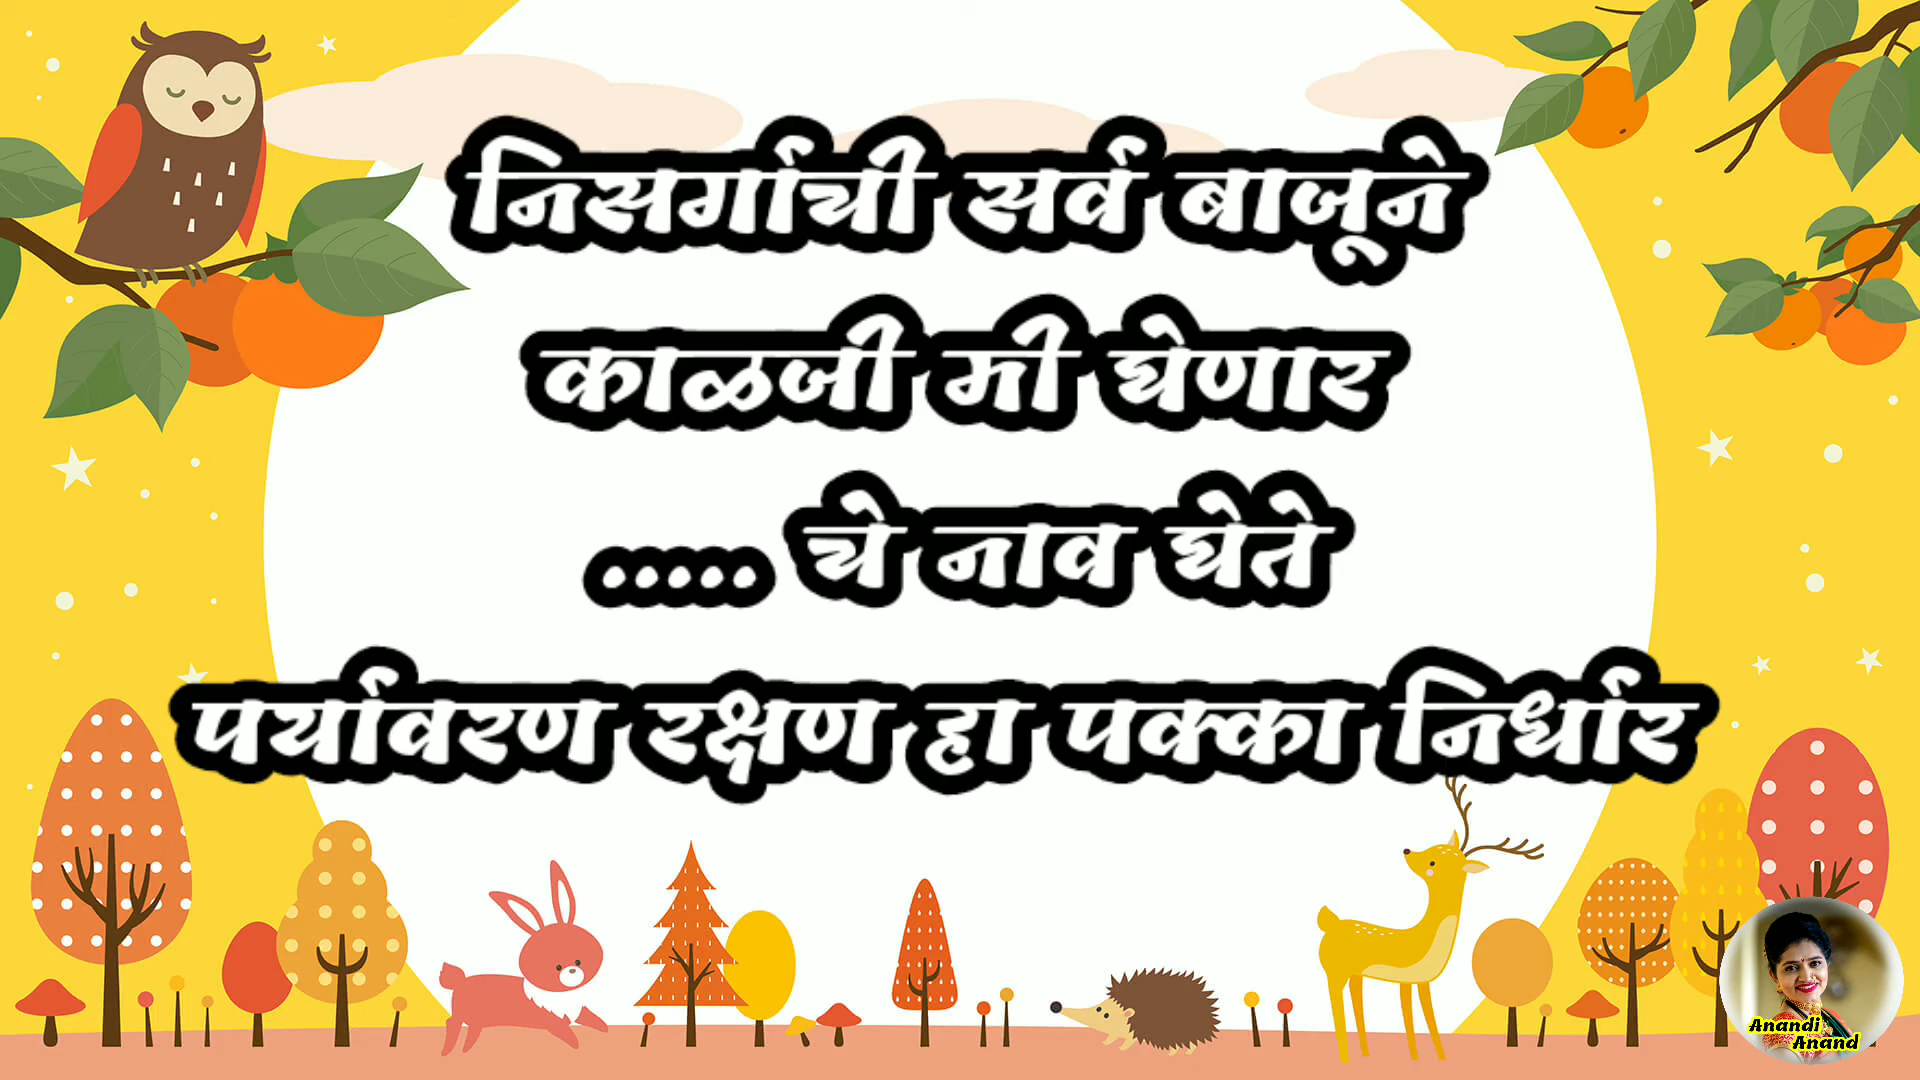 निसर्गाची सर्व बाजूने
काळजी मी घेणार
..... चे नाव घेते
पर्यावरण रक्षण हा पक्का निर्धार
Anandi
Anand